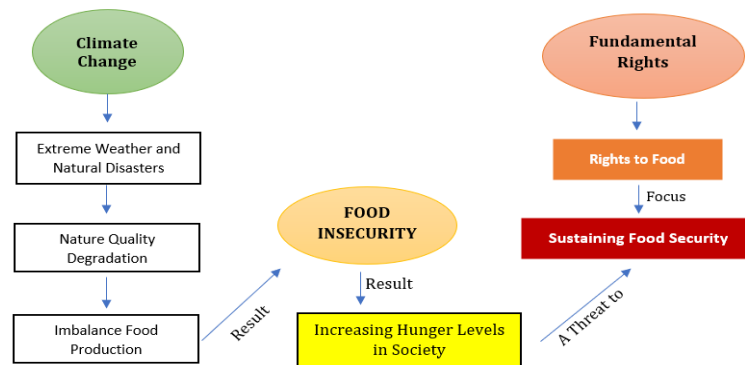 Climate
Change
Extreme Weather and
Natural Disasters
Nature Quality
Degradation
Imbalance Food
Production
Result
FOOD
INSECURITY
Result
Increasing Hunger Levels
in Society
A Threat to
Fundamental
Rights
Rights to Food
Focus
Sustaining Food Security